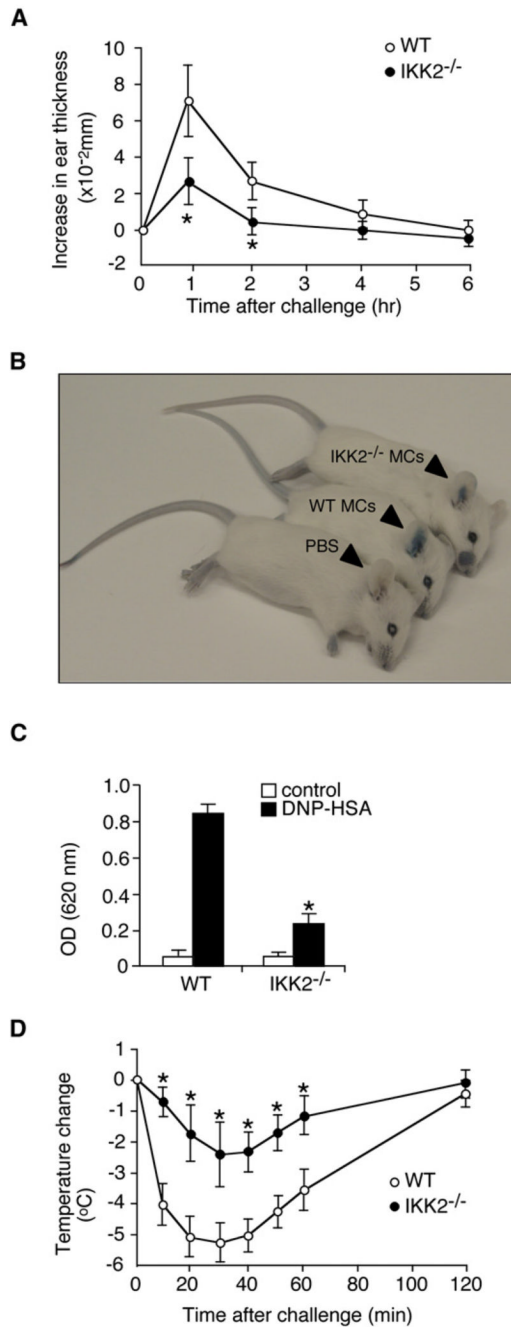 A
10
8
6
4
2
0
-2
Increase in ear thickness
(x10⁻²mm)
WT
IKK2⁻/⁻
*
*
0 1 2 3 4 5 6
Time after challenge (hr)
B
IKK2⁻/⁻ MCs
WT MCs
PBS
C
1.0
0.8
0.6
0.4
0.2
0
OD (620 nm)
control
DNP-HSA
*
WT IKK2⁻/⁻
D
1
0
-1
-2
-3
-4
-5
-6
Temperature change
(ºC)
* * * * * *
WT
IKK2⁻/⁻
0 20 40 60 80 100 120
Time after challenge (min)